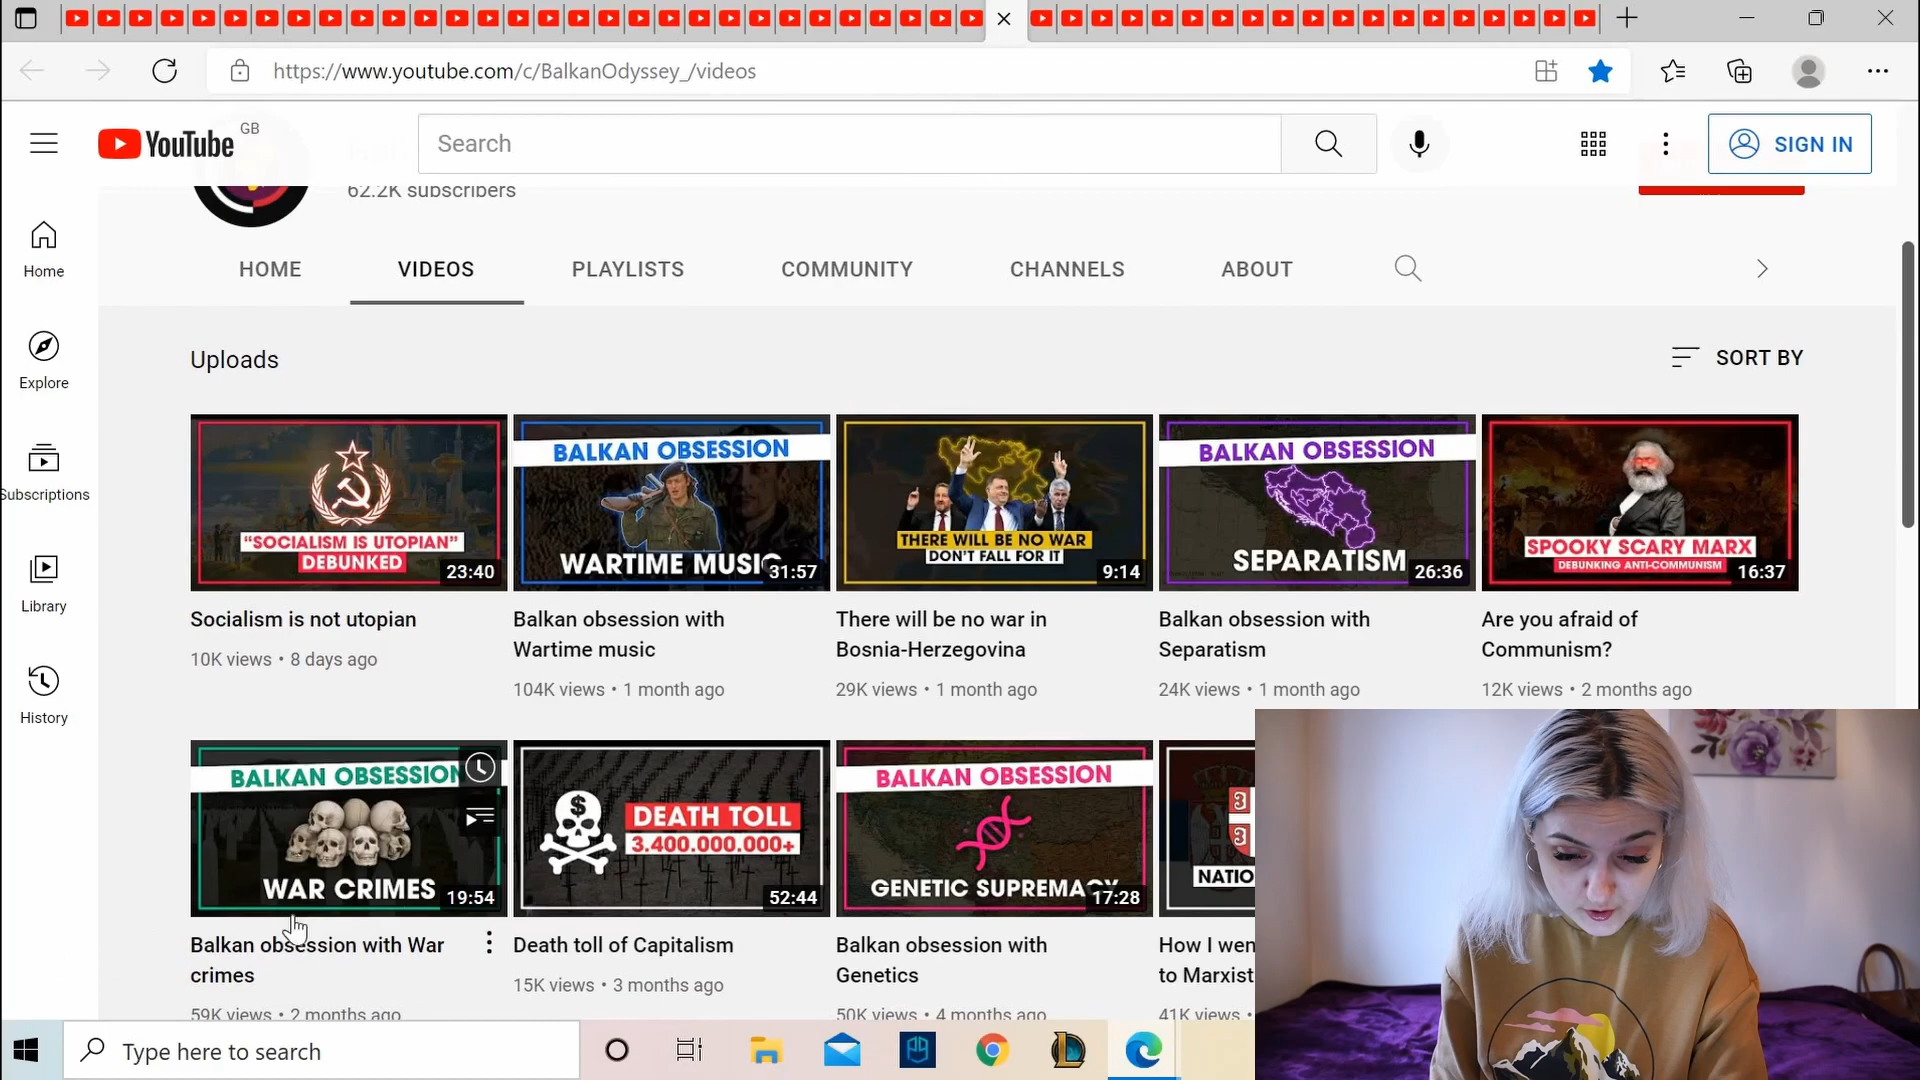 https://www.youtube.com/c/BalkanOdyssey_/videos
YouTube GB
Search
SIGN IN
62.2K subscribers
HOME VIDEOS PLAYLISTS COMMUNITY CHANNELS ABOUT
Home
Explore
Subscriptions
Library
History
Uploads
SORT BY
"SOCIALISM IS UTOPIAN"
DEBUNKED
23:40
Socialism is not utopian
10K views • 8 days ago
BALKAN OBSESSION
WARTIME MUSIC
31:57
Balkan obsession with
Wartime music
104K views • 1 month ago
THERE WILL BE NO WAR
DON'T FALL FOR IT
9:14
There will be no war in
Bosnia-Herzegovina
29K views • 1 month ago
BALKAN OBSESSION
SEPARATISM
26:36
Balkan obsession with
Separatism
24K views • 1 month ago
SPOOKY SCARY MARX
DEBUNKING ANTI-COMMUNISM
16:37
Are you afraid of
Communism?
12K views • 2 months ago
BALKAN OBSESSION
WAR CRIMES
19:54
Balkan obsession with War
crimes
59K views • 2 months ago
$
DEATH TOLL
3.400.000.000+
52:44
Death toll of Capitalism
15K views • 3 months ago
BALKAN OBSESSION
GENETIC SUPREMACY
17:28
Balkan obsession with
Genetics
50K views • 4 months ago
NATIO
How I wen
to Marxist
41K views •
Type here to search